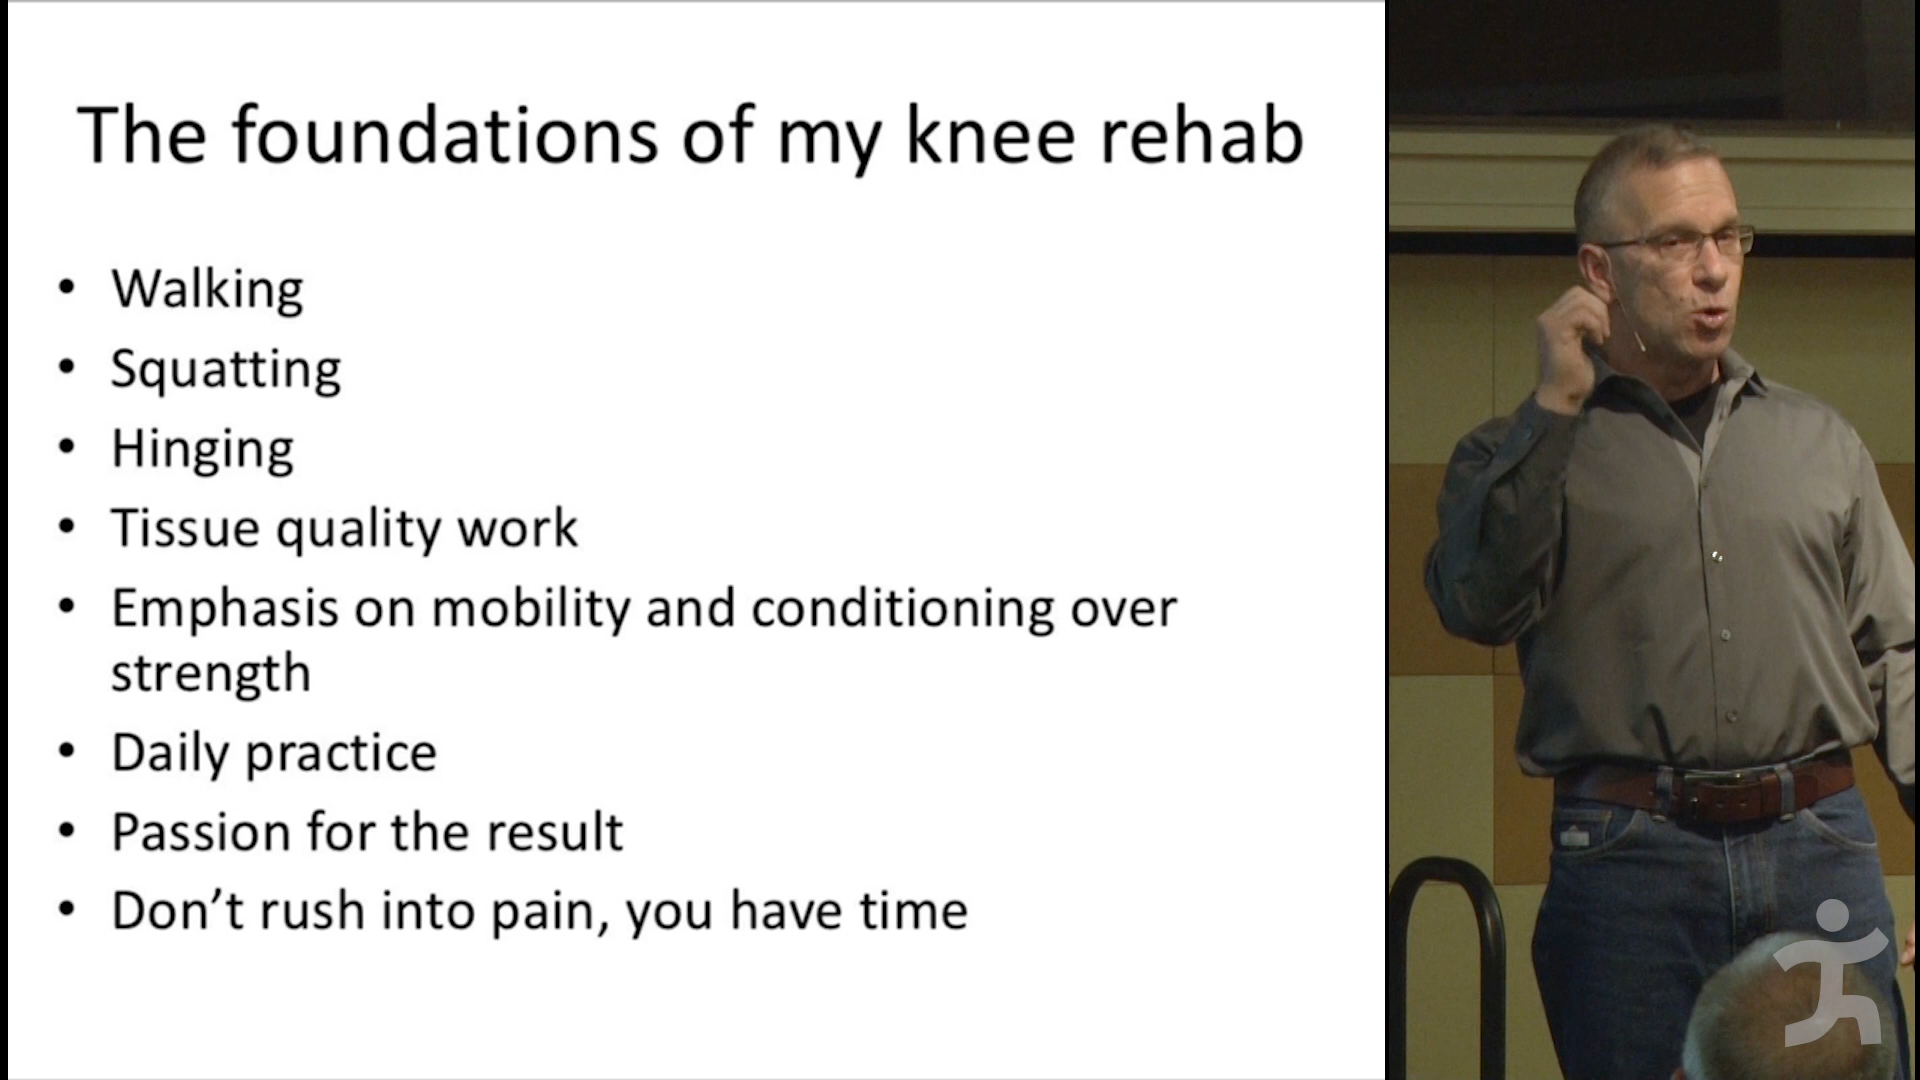 The foundations of my knee rehab
• Walking
• Squatting
• Hinging
• Tissue quality work
• Emphasis on mobility and conditioning over
strength
• Daily practice
• Passion for the result
• Don’t rush into pain, you have time